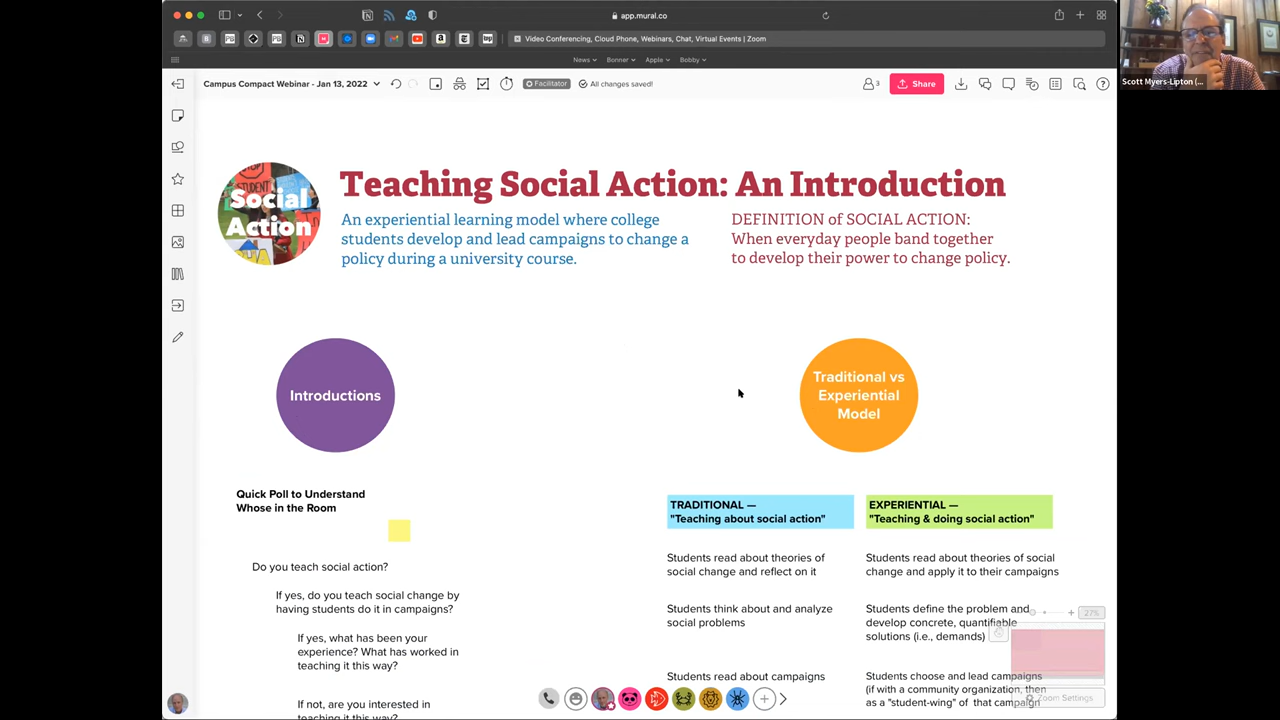 app.mural.co
Video Conferencing, Cloud Phone, Webinars, Chat, Virtual Events | Zoom
News
Bonner
Apple
Bobby
Campus Compact Webinar - Jan 13, 2022
Facilitator
All changes saved!
3
Share
Scott Myers-Lipton (...
Social
Action
Teaching Social Action: An Introduction
An experiential learning model where college
students develop and lead campaigns to change a
policy during a university course.
DEFINITION of SOCIAL ACTION:
When everyday people band together
to develop their power to change policy.
Introductions
Traditional vs
Experiential
Model
Quick Poll to Understand
Whose in the Room
Do you teach social action?
If yes, do you teach social change by
having students do it in campaigns?
If yes, what has been your
experience? What has worked in
teaching it this way?
If not, are you interested in
teaching it this way?
TRADITIONAL —
"Teaching about social action"
Students read about theories of
social change and reflect on it
Students think about and analyze
social problems
Students read about campaigns
EXPERIENTIAL —
"Teaching & doing social action"
Students read about theories of social
change and apply it to their campaigns
Students define the problem and
develop concrete, quantifiable
solutions (i.e., demands)
Students choose and lead campaigns
(if with a community organization, then
as a "student-wing" of that campaign
27%
Zoom Settings